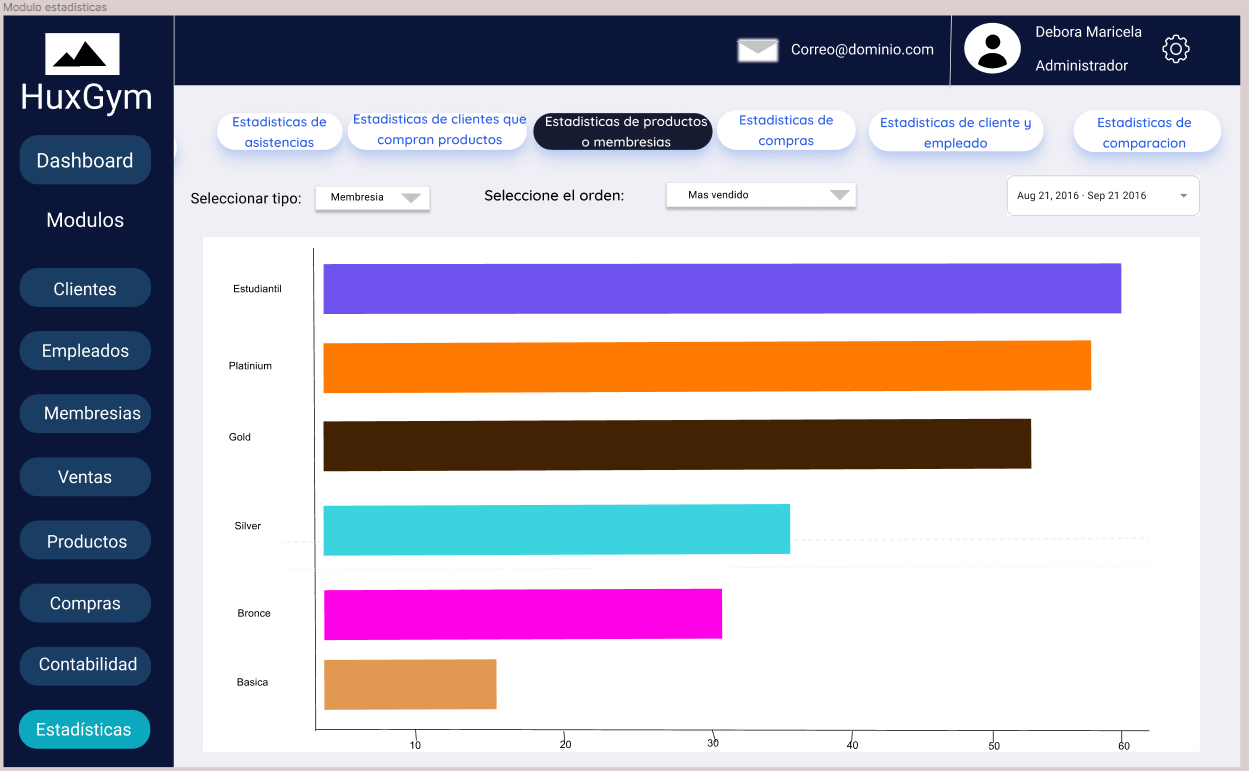 Modulo estadisticas
HuxGym
Correo@dominio.com
Debora Maricela
Administrador
Dashboard
Modulos
Clientes
Empleados
Membresias
Ventas
Productos
Compras
Contabilidad
Estadísticas
Estadisticas de
asistencias
Estadisticas de clientes que
compran productos
Estadisticas de productos
o membresias
Estadisticas de
compras
Estadisticas de cliente y
empleado
Estadisticas de
comparacion
Seleccionar tipo:
Membresia
Seleccione el orden:
Mas vendido
Aug 21, 2016 - Sep 21 2016
Estudiantil
Platinium
Gold
Silver
Bronce
Basica
10 20 30 40 50 60